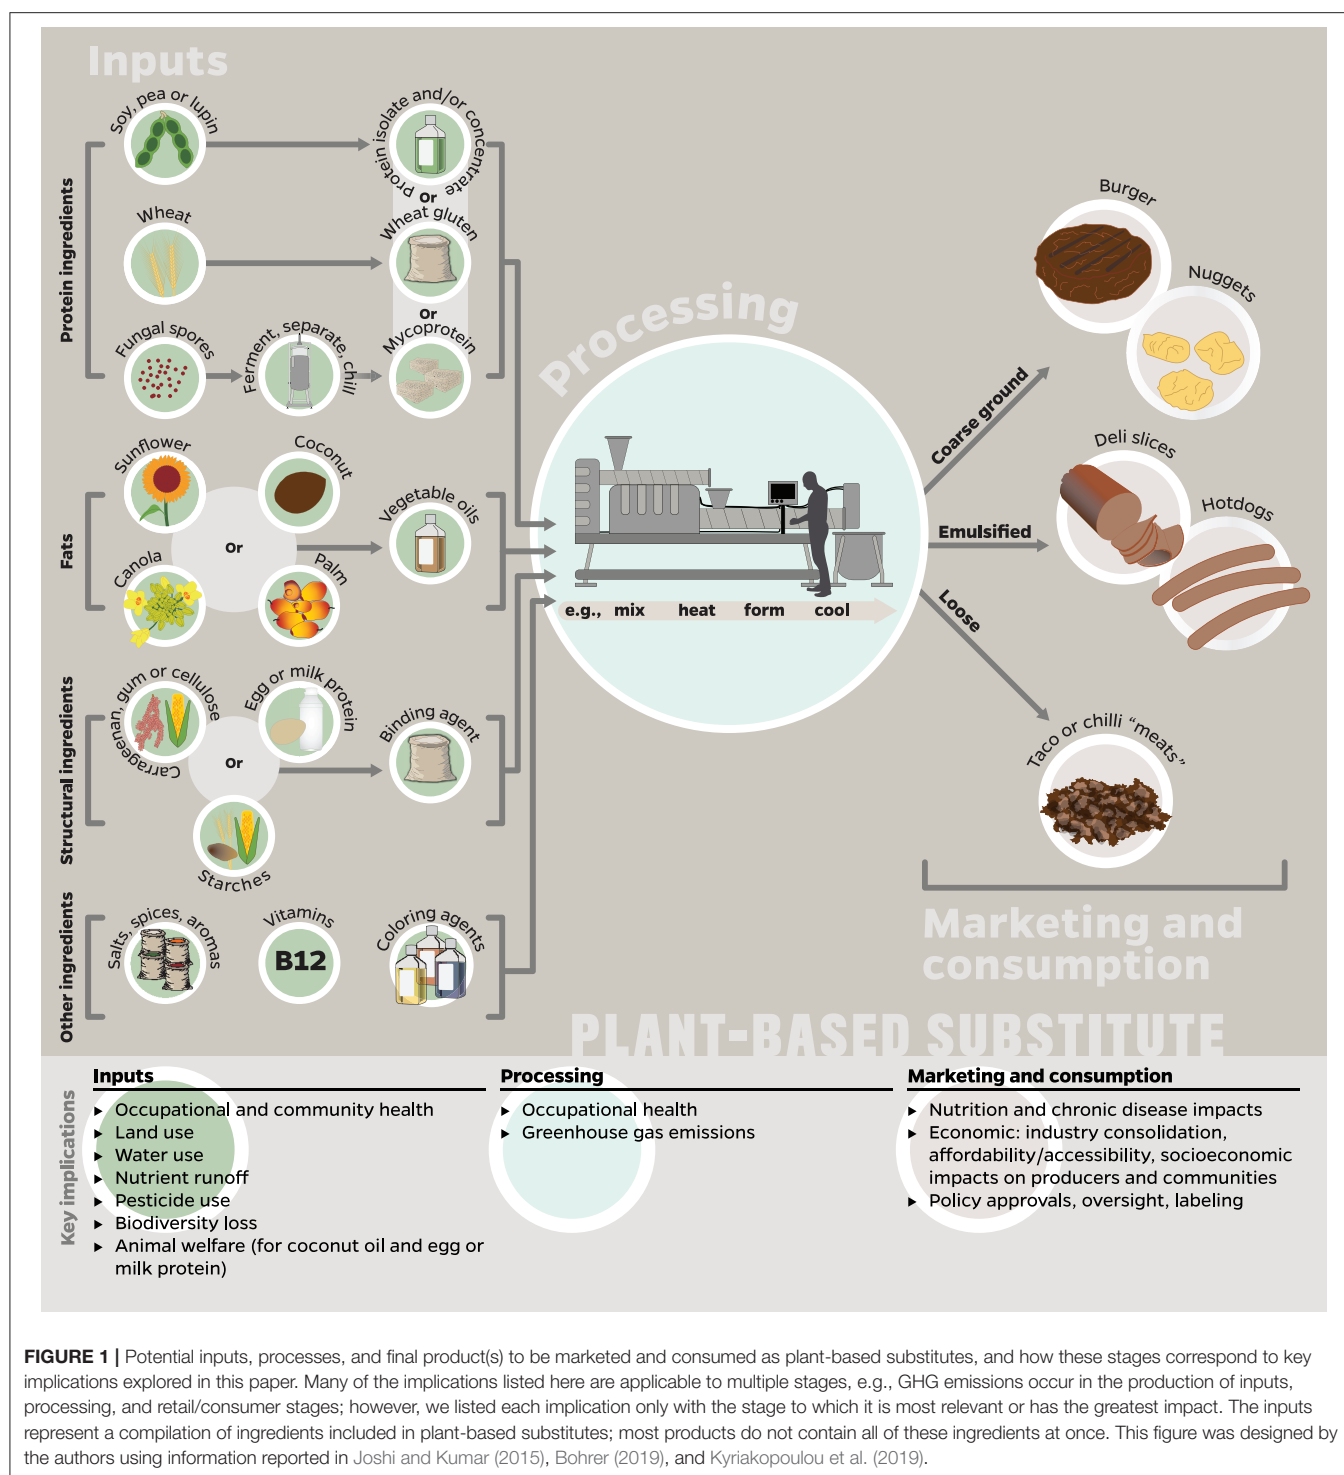 Inputs
Soy, pea or lupin
Protein isolate and/or concentrate
Protein ingredients
Or
Wheat
Wheat gluten
Or
Fungal spores
Ferment, separate, chill
Mycoprotein
Sunflower
Coconut
Fats
Vegetable oils
Or
Canola
Palm
Structural ingredients
Carrageenan, gum or cellulose
Egg or milk protein
Binding agent
Or
Starches
Other ingredients
Salts, spices, aromas
Vitamins
B12
Coloring agents
Processing
e.g., mix heat form cool
Coarse ground
Burger
Nuggets
Emulsified
Deli slices
Hotdogs
Loose
Taco or chilli “meats”
Marketing and
consumption
PLANT-BASED SUBSTITUTE
Key implications
Inputs
▸ Occupational and community health
▸ Land use
▸ Water use
▸ Nutrient runoff
▸ Pesticide use
▸ Biodiversity loss
▸ Animal welfare (for coconut oil and egg or
milk protein)
Processing
▸ Occupational health
▸ Greenhouse gas emissions
Marketing and consumption
▸ Nutrition and chronic disease impacts
▸ Economic: industry consolidation,
affordability/accessibility, socioeconomic
impacts on producers and communities
▸ Policy approvals, oversight, labeling
FIGURE 1 | Potential inputs, processes, and final product(s) to be marketed and consumed as plant-based substitutes, and how these stages correspond to key
implications explored in this paper. Many of the implications listed here are applicable to multiple stages, e.g., GHG emissions occur in the production of inputs,
processing, and retail/consumer stages; however, we listed each implication only with the stage to which it is most relevant or has the greatest impact. The inputs
represent a compilation of ingredients included in plant-based substitutes; most products do not contain all of these ingredients at once. This figure was designed by
the authors using information reported in Joshi and Kumar (2015), Bohrer (2019), and Kyriakopoulou et al. (2019).